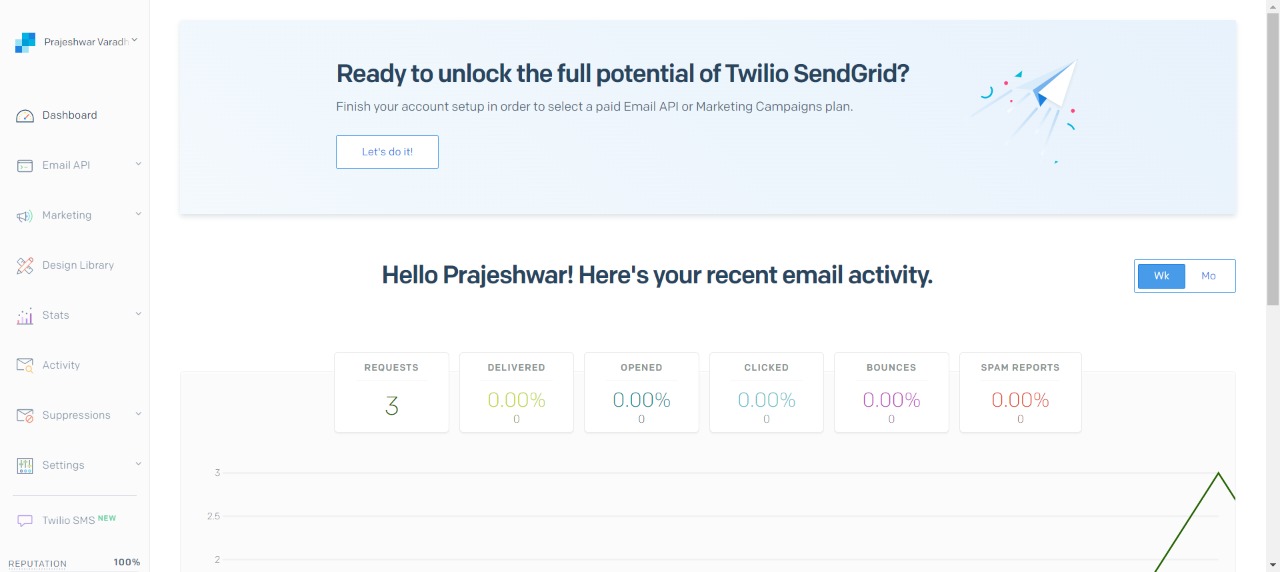 Prajeshwar Varadh
Dashboard
Email API
Marketing
Design Library
Stats
Activity
Suppressions
Settings
Twilio SMS NEW
REPUTATION 100%
Ready to unlock the full potential of Twilio SendGrid?
Finish your account setup in order to select a paid Email API or Marketing Campaigns plan.
Let's do it!
Hello Prajeshwar! Here's your recent email activity.
Wk Mo
REQUESTS
3
DELIVERED
0.00%
0
OPENED
0.00%
0
CLICKED
0.00%
0
BOUNCES
0.00%
0
SPAM REPORTS
0.00%
0
3
2.5
2